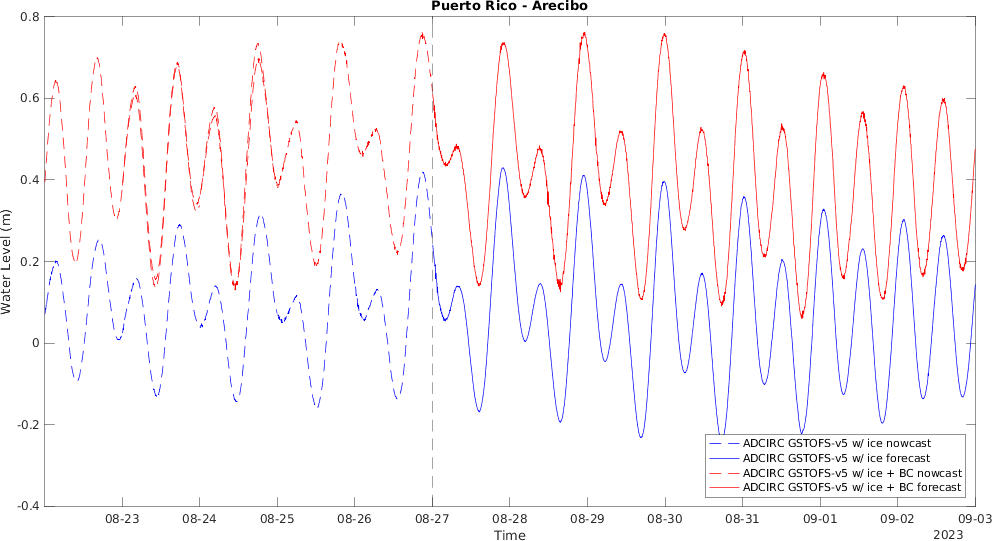 Puerto Rico - Arecibo
0.8
0.6
0.4
0.2
0
-0.2
-0.4
Water Level (m)
ADCIRC GSTOFS-v5 w/ ice nowcast
ADCIRC GSTOFS-v5 w/ ice forecast
ADCIRC GSTOFS-v5 w/ ice + BC nowcast
ADCIRC GSTOFS-v5 w/ ice + BC forecast
08-23 08-24 08-25 08-26 08-27 08-28 08-29 08-30 08-31 09-01 09-02 09-03
Time
2023